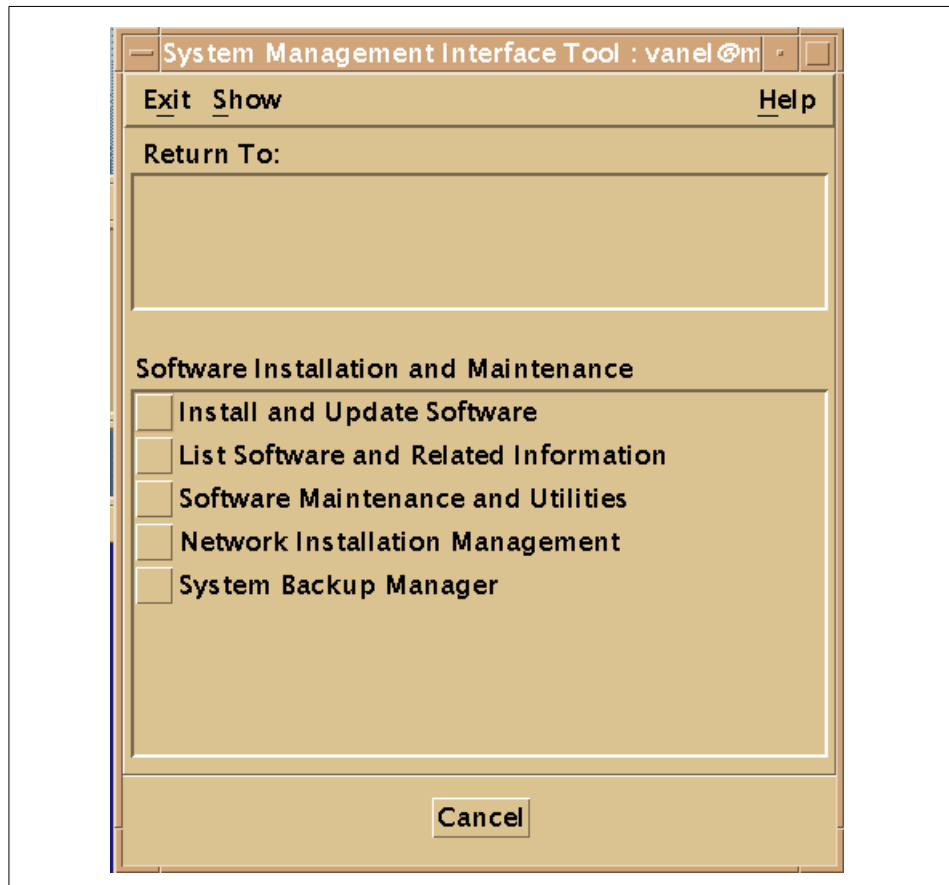 System Management Interface Tool : vanel@m
Exit Show Help
Return To:
Software Installation and Maintenance
Install and Update Software
List Software and Related Information
Software Maintenance and Utilities
Network Installation Management
System Backup Manager
Cancel